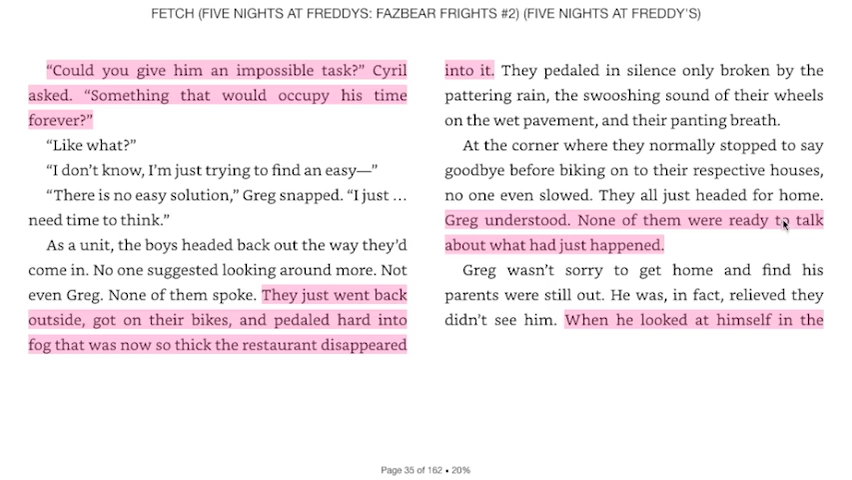 FETCH (FIVE NIGHTS AT FREDDYS: FAZBEAR FRIGHTS #2) (FIVE NIGHTS AT FREDDY'S)
“Could you give him an impossible task?” Cyril
asked. “Something that would occupy his time
forever?”
“Like what?”
“I don’t know, I’m just trying to find an easy—”
“There is no easy solution,” Greg snapped. “I just …
need time to think.”
As a unit, the boys headed back out the way they’d
come in. No one suggested looking around more. Not
even Greg. None of them spoke. They just went back
outside, got on their bikes, and pedaled hard into
fog that was now so thick the restaurant disappeared
into it. They pedaled in silence only broken by the
pattering rain, the swooshing sound of their wheels
on the wet pavement, and their panting breath.
At the corner where they normally stopped to say
goodbye before biking on to their respective houses,
no one even slowed. They all just headed for home.
Greg understood. None of them were ready to talk
about what had just happened.
Greg wasn’t sorry to get home and find his
parents were still out. He was, in fact, relieved they
didn’t see him. When he looked at himself in the
Page 35 of 162 • 20%